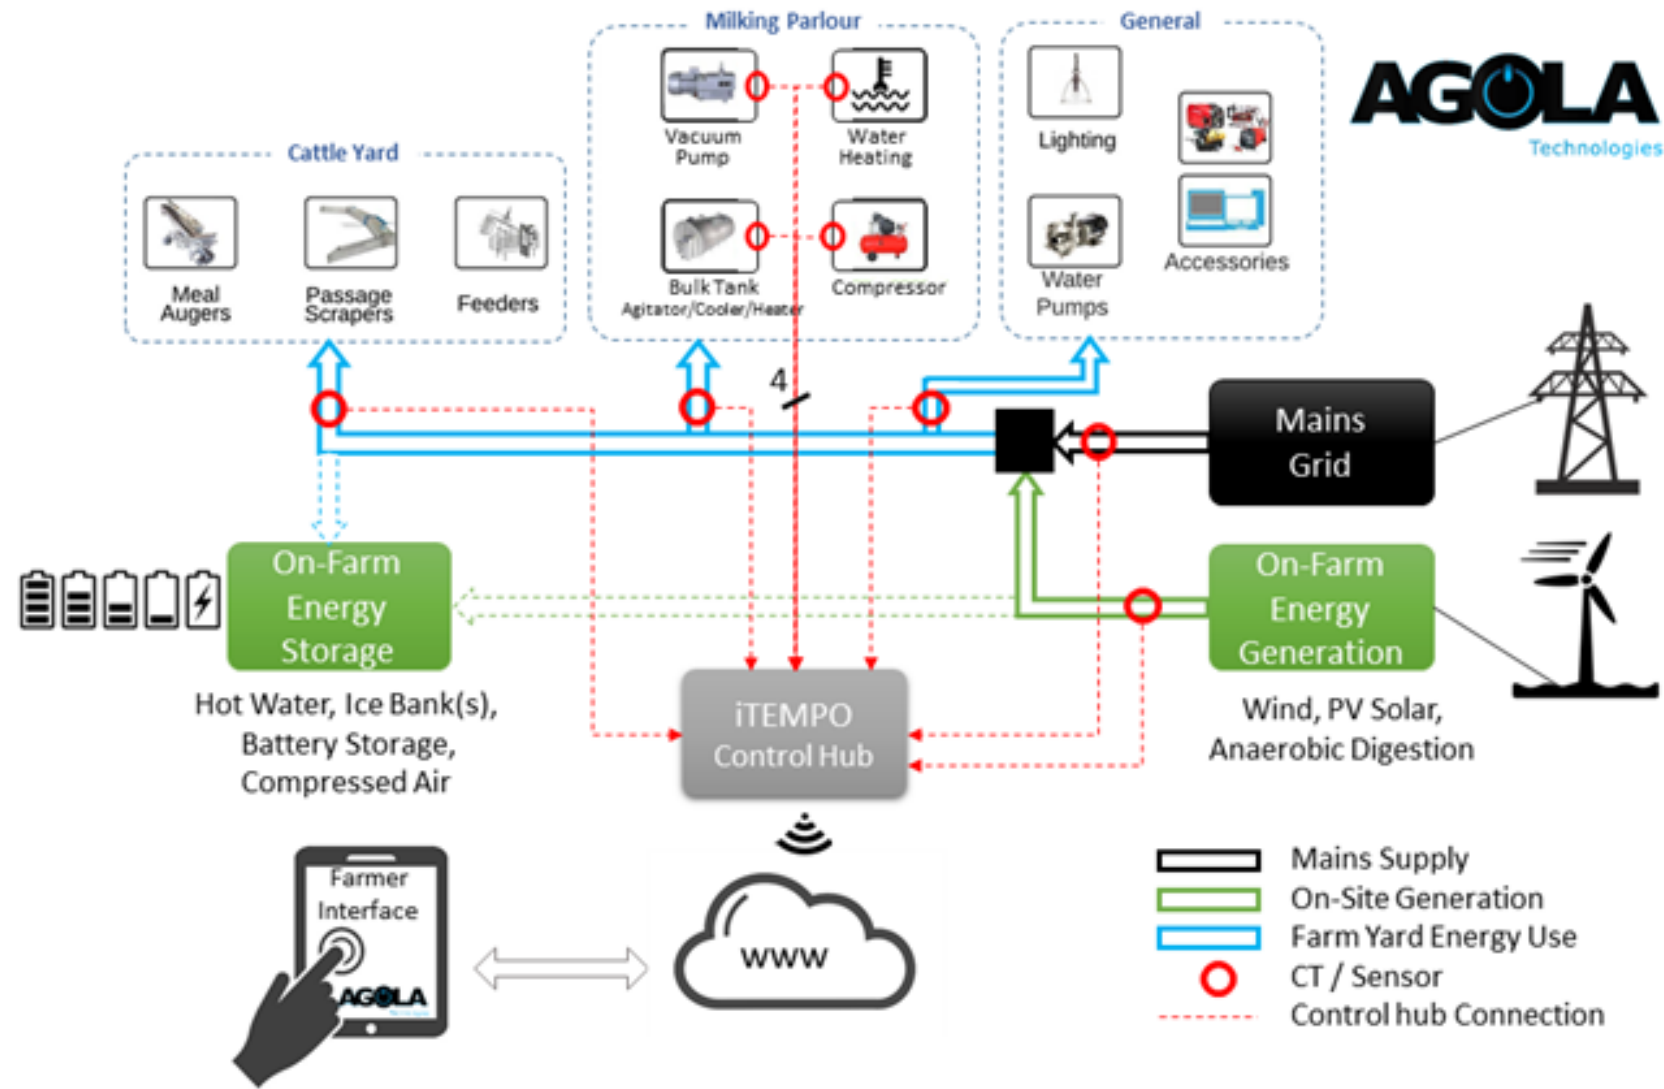 Milking Parlour
General
AGOLA
Technologies
Cattle Yard
Vacuum
Pump
Water
Heating
Lighting
Meal
Augers
Passage
Scrapers
Feeders
Bulk Tank
Agitator/Cooler/Heater
Compressor
Water
Pumps
Accessories
4
Mains
Grid
On-Farm
Energy
Storage
On-Farm
Energy
Generation
Hot Water, Ice Bank(s),
Battery Storage,
Compressed Air
iTEMPO
Control Hub
Wind, PV Solar,
Anaerobic Digestion
Farmer
Interface
AGOLA
www
Mains Supply
On-Site Generation
Farm Yard Energy Use
CT / Sensor
Control hub Connection